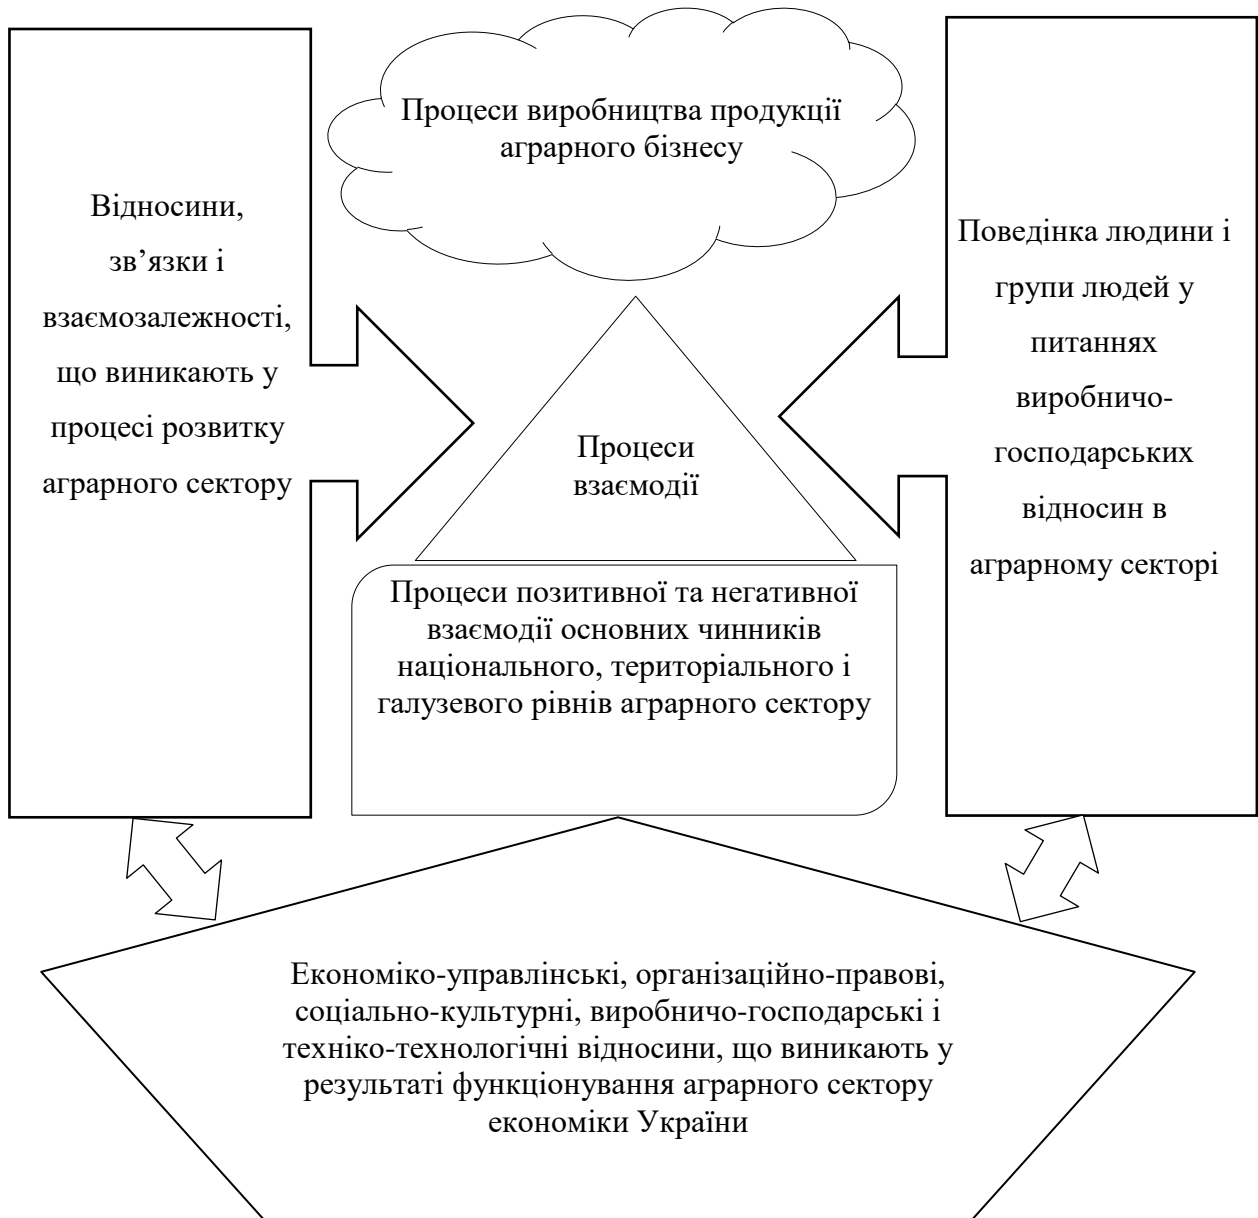 Процеси виробництва продукції
аграрного бізнесу
Відносини,
зв’язки і
взаємозалежності,
що виникають у
процесі розвитку
аграрного сектору
Поведінка людини і
групи людей у
питаннях
виробничо-
господарських
відносин в
аграрному секторі
Процеси
взаємодії
Процеси позитивної та негативної
взаємодії основних чинників
національного, територіального і
галузевого рівнів аграрного сектору
Економіко-управлінські, організаційно-правові,
соціально-культурні, виробничо-господарські і
техніко-технологічні відносини, що виникають у
результаті функціонування аграрного сектору
економіки України